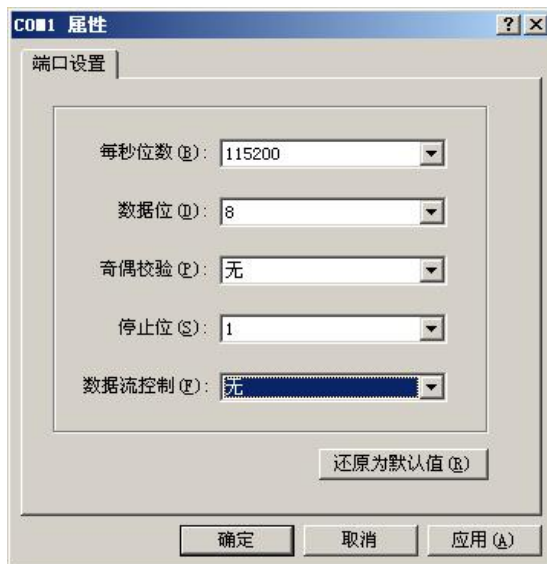 COM1 属性
端口设置
每秒位数(B): 115200
数据位(D): 8
奇偶校验(P): 无
停止位(S): 1
数据流控制(F): 无
还原为默认值(R)
确定 取消 应用(A)